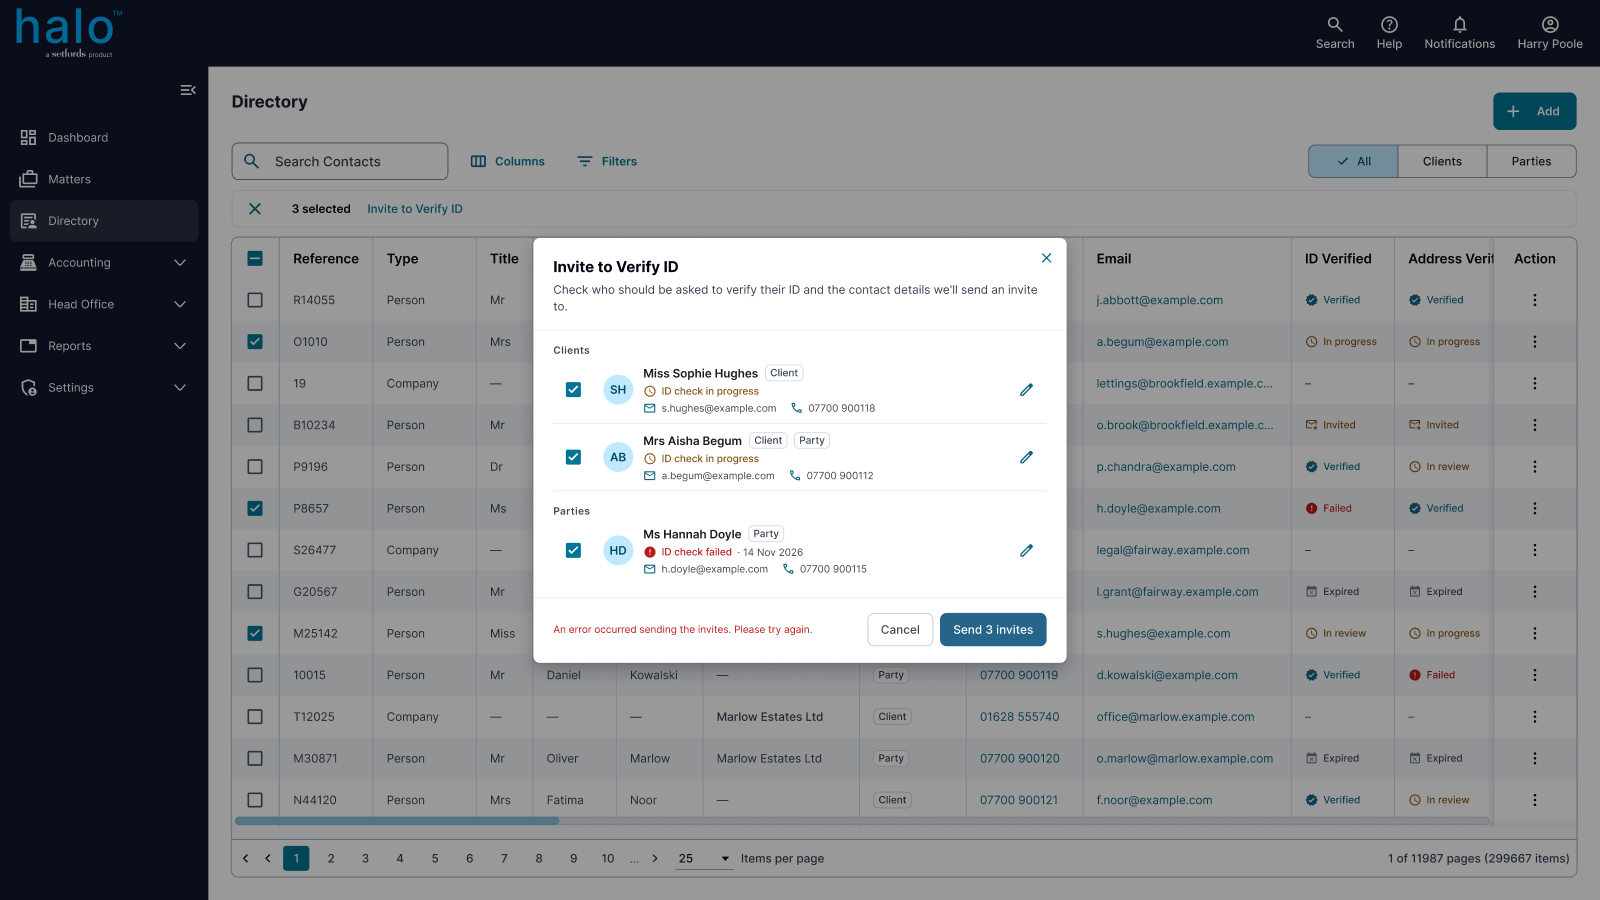 halo™
a setfords product
Search
Help
Notifications
Harry Poole
Dashboard
Matters
Directory
Accounting
Head Office
Reports
Settings
Directory
Add
Search Contacts
Columns
Filters
All
Clients
Parties
3 selected
Invite to Verify ID
Reference Type Title Email ID Verified Address Verif Action
R14055 Person Mr j.abbott@example.com Verified Verified
O1010 Person Mrs a.begum@example.com In progress In progress
19 Company — lettings@brookfield.example.c... – –
B10234 Person Mr o.brook@brookfield.example.c... Invited Invited
P9196 Person Dr p.chandra@example.com Verified In review
P8657 Person Ms h.doyle@example.com Failed Verified
S26477 Company — legal@fairway.example.com – –
G20567 Person Mr l.grant@fairway.example.com Expired Expired
M25142 Person Miss s.hughes@example.com In review In progress
10015 Person Mr Daniel Kowalski — Party 07700 900119 d.kowalski@example.com Verified Failed
T12025 Company — — — Marlow Estates Ltd Client 01628 555740 office@marlow.example.com – –
M30871 Person Mr Oliver Marlow Marlow Estates Ltd Party 07700 900120 o.marlow@marlow.example.com Expired Expired
N44120 Person Mrs Fatima Noor — Client 07700 900121 f.noor@example.com Verified In review
1 2 3 4 5 6 7 8 9 10 ... 25 Items per page
1 of 11987 pages (299667 items)
Invite to Verify ID
Check who should be asked to verify their ID and the contact details we'll send an invite
to.
Clients
SH
Miss Sophie Hughes Client
ID check in progress
s.hughes@example.com 07700 900118
AB
Mrs Aisha Begum Client Party
ID check in progress
a.begum@example.com 07700 900112
Parties
HD
Ms Hannah Doyle Party
ID check failed · 14 Nov 2026
h.doyle@example.com 07700 900115
An error occurred sending the invites. Please try again.
Cancel
Send 3 invites